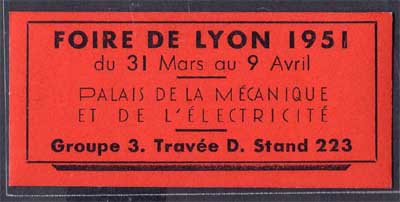 FOIRE DE LYON 1951
du 31 Mars au 9 Avril
PALAIS DE LA MÉCANIQUE
ET DE L'ÉLECTRICITÉ
Groupe 3. Travée D. Stand 223